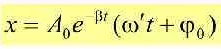 x = A₀e^{-βt}(ω't + φ₀)